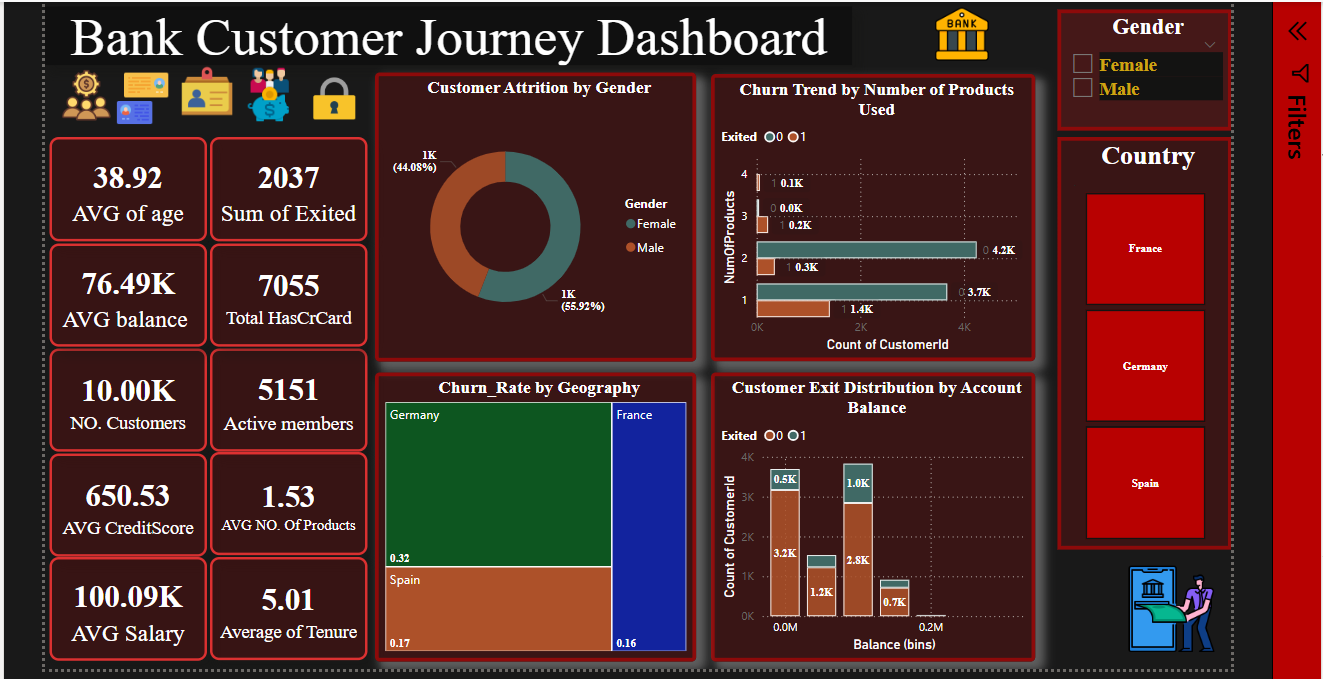 Bank Customer Journey Dashboard
BANK
38.92
AVG of age
2037
Sum of Exited
76.49K
AVG balance
7055
Total HasCrCard
10.00K
NO. Customers
5151
Active members
650.53
AVG CreditScore
1.53
AVG NO. Of Products
100.09K
AVG Salary
5.01
Average of Tenure
Customer Attrition by Gender
1K
(44.08%)
1K
(55.92%)
Gender
Female
Male
Churn Trend by Number of Products
Used
Exited 0 1
NumOfProducts
4
1 0.1K
3
0 0.0K
1 0.2K
2
0 4.2K
1 0.3K
1
0 3.7K
1 1.4K
0K 2K 4K
Count of CustomerId
Churn_Rate by Geography
Germany
0.32
Spain
0.17
France
0.16
Customer Exit Distribution by Account
Balance
Exited 0 1
Count of CustomerId
4K
3K
2K
1K
0K
0.5K
3.2K
1.2K
1.0K
2.8K
0.7K
0.0M 0.2M
Balance (bins)
Gender
Female
Male
Country
France
Germany
Spain
Filters